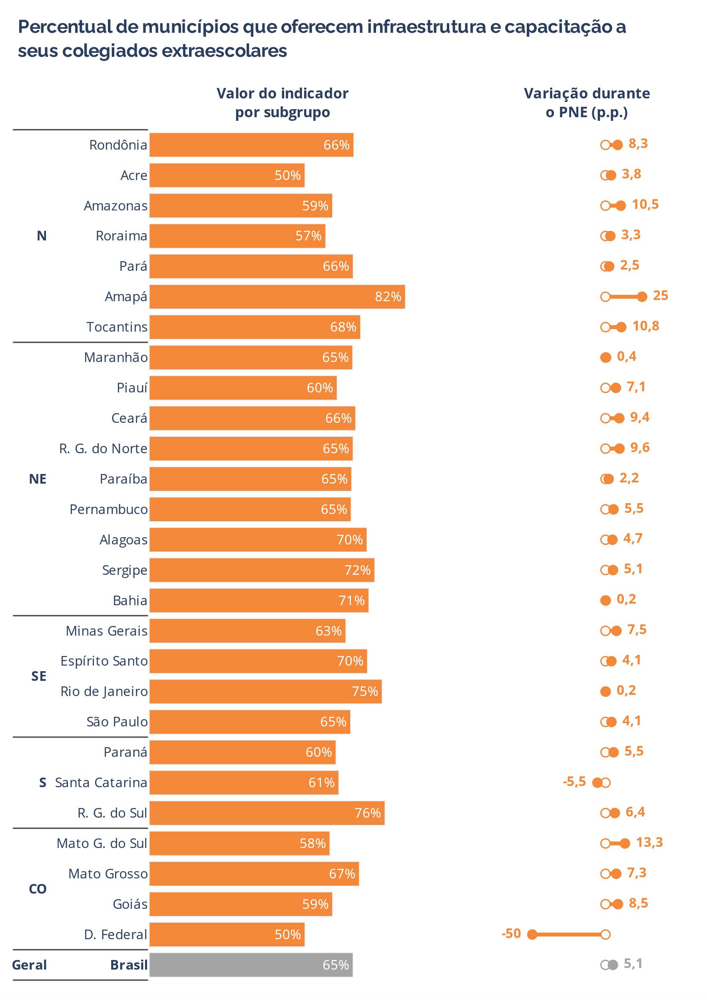 Percentual de municípios que oferecem infraestrutura e capacitação a
seus colegiados extraescolares
Valor do indicador
por subgrupo
Variação durante
o PNE (p.p.)
N
Rondônia 66% 8,3
Acre 50% 3,8
Amazonas 59% 10,5
Roraima 57% 3,3
Pará 66% 2,5
Amapá 82% 25
Tocantins 68% 10,8
NE
Maranhão 65% 0,4
Piauí 60% 7,1
Ceará 66% 9,4
R. G. do Norte 65% 9,6
Paraíba 65% 2,2
Pernambuco 65% 5,5
Alagoas 70% 4,7
Sergipe 72% 5,1
Bahia 71% 0,2
SE
Minas Gerais 63% 7,5
Espírito Santo 70% 4,1
Rio de Janeiro 75% 0,2
São Paulo 65% 4,1
S
Paraná 60% 5,5
Santa Catarina 61% -5,5
R. G. do Sul 76% 6,4
CO
Mato G. do Sul 58% 13,3
Mato Grosso 67% 7,3
Goiás 59% 8,5
D. Federal 50% -50
Geral Brasil 65% 5,1